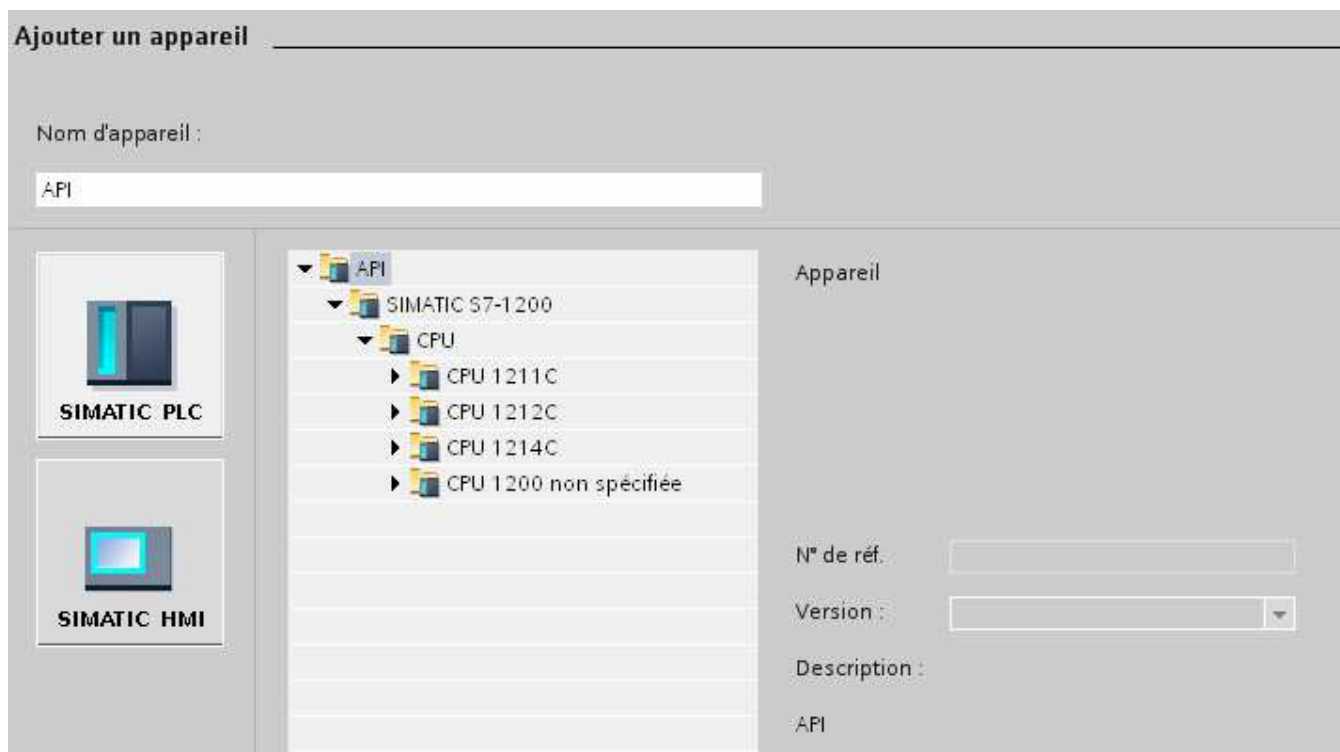 Ajouter un appareil
Nom d'appareil :
API
SIMATIC PLC
SIMATIC HMI
API
SIMATIC S7-1200
CPU
CPU 1211C
CPU 1212C
CPU 1214C
CPU 1200 non spécifiée
Appareil
N° de réf.
Version :
Description :
API